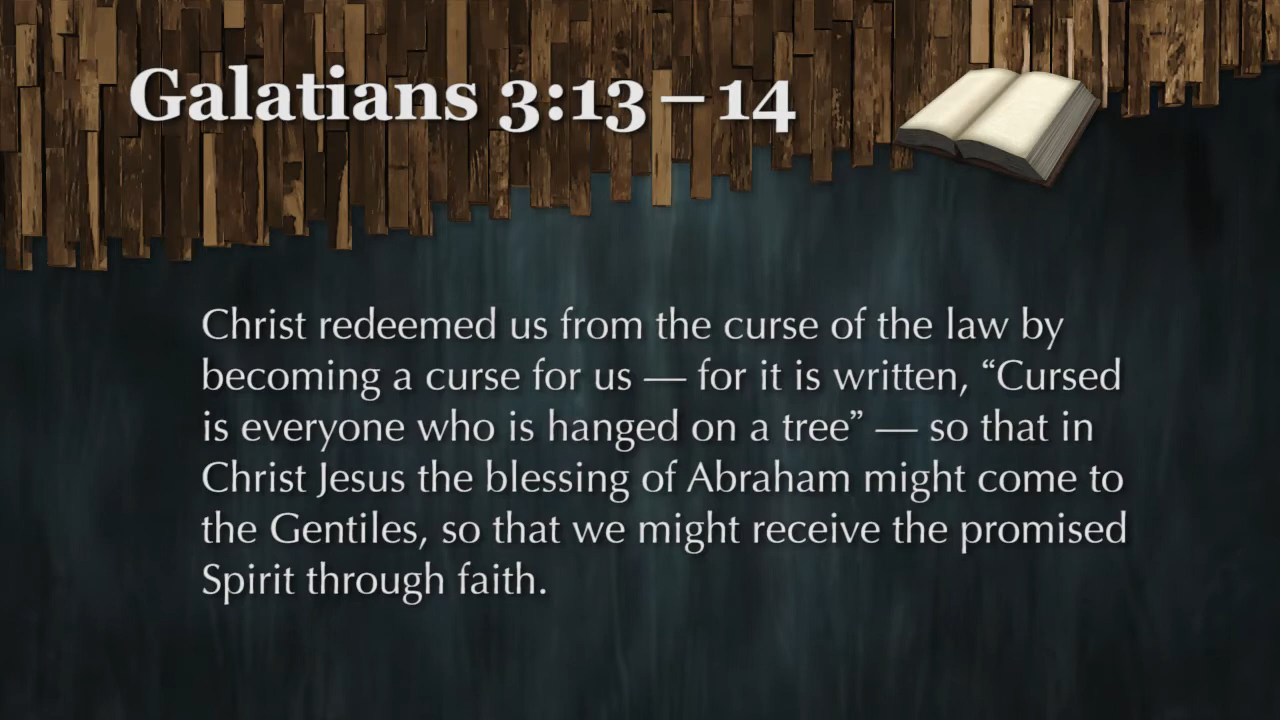 Galatians 3:13–14
Christ redeemed us from the curse of the law by
becoming a curse for us — for it is written, “Cursed
is everyone who is hanged on a tree” — so that in
Christ Jesus the blessing of Abraham might come to
the Gentiles, so that we might receive the promised
Spirit through faith.